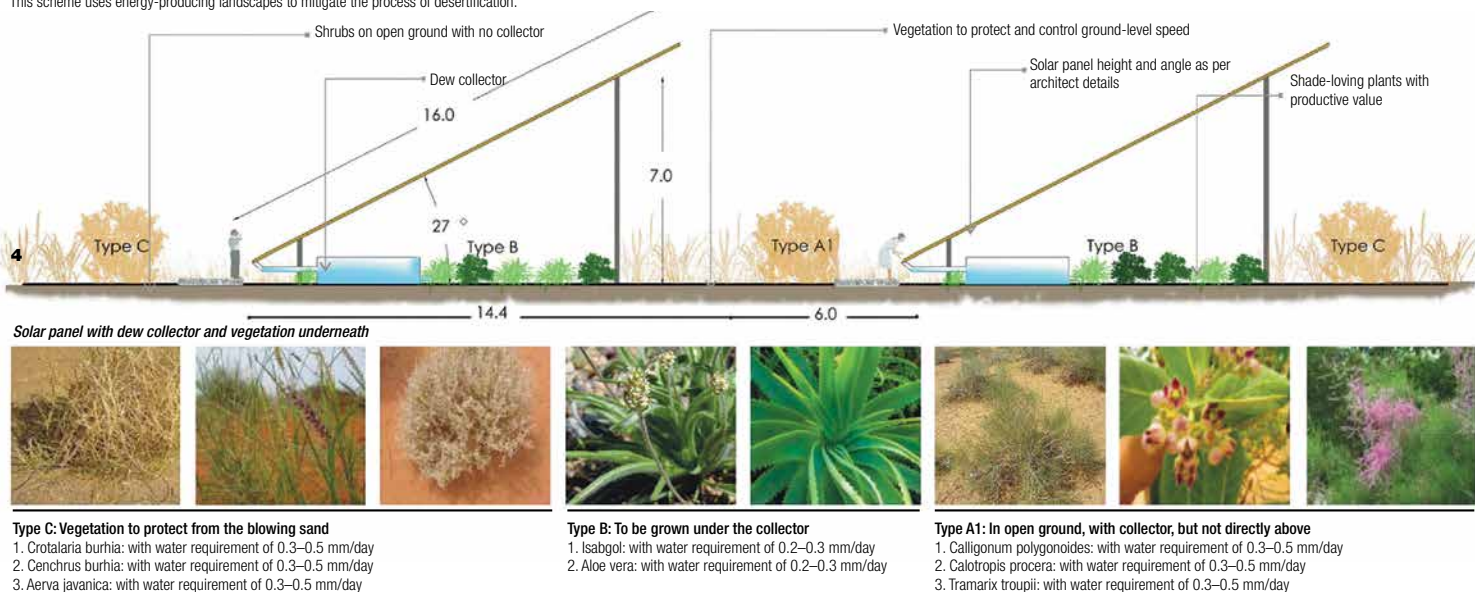 This scheme uses energy-producing landscapes to mitigate the process of desertification.
Shrubs on open ground with no collector
Vegetation to protect and control ground-level speed
Dew collector
Solar panel height and angle as per
architect details
Shade-loving plants with
productive value
16.0
7.0
27 °
4
Type C
Type B
Type A1
Type B
Type C
14.4
6.0
Solar panel with dew collector and vegetation underneath
Type C: Vegetation to protect from the blowing sand
1. Crotalaria burhia: with water requirement of 0.3–0.5 mm/day
2. Cenchrus burhia: with water requirement of 0.3–0.5 mm/day
3. Aerva javanica: with water requirement of 0.3–0.5 mm/day
Type B: To be grown under the collector
1. Isabgol: with water requirement of 0.2–0.3 mm/day
2. Aloe vera: with water requirement of 0.2–0.3 mm/day
Type A1: In open ground, with collector, but not directly above
1. Calligonum polygonoides: with water requirement of 0.3–0.5 mm/day
2. Calotropis procera: with water requirement of 0.3–0.5 mm/day
3. Tramarix troupii: with water requirement of 0.3–0.5 mm/day